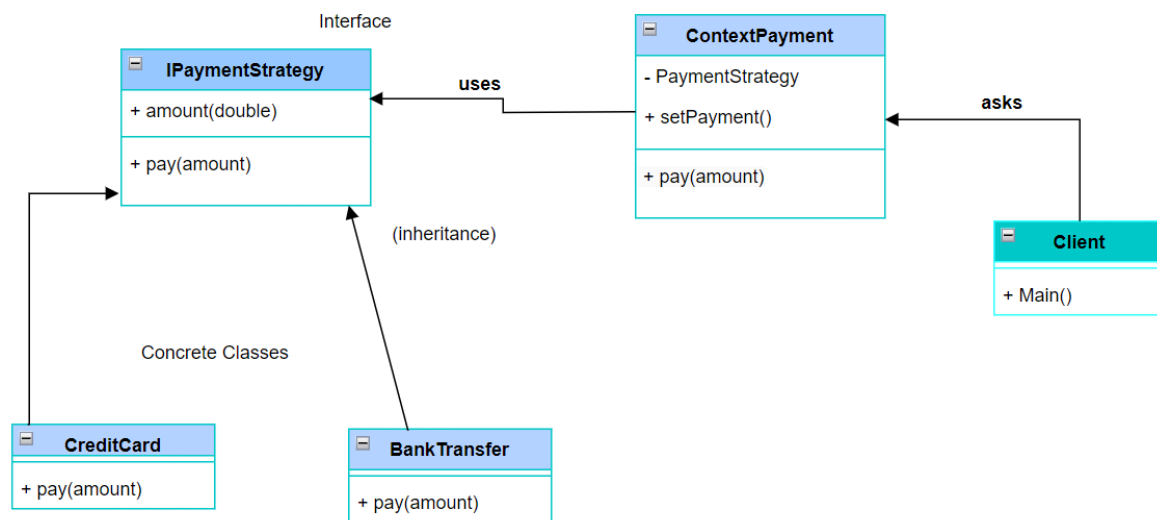 Interface
IPaymentStrategy
+ amount(double)
+ pay(amount)
uses
ContextPayment
- PaymentStrategy
+ setPayment()
+ pay(amount)
asks
Client
+ Main()
(inheritance)
Concrete Classes
CreditCard
+ pay(amount)
BankTransfer
+ pay(amount)